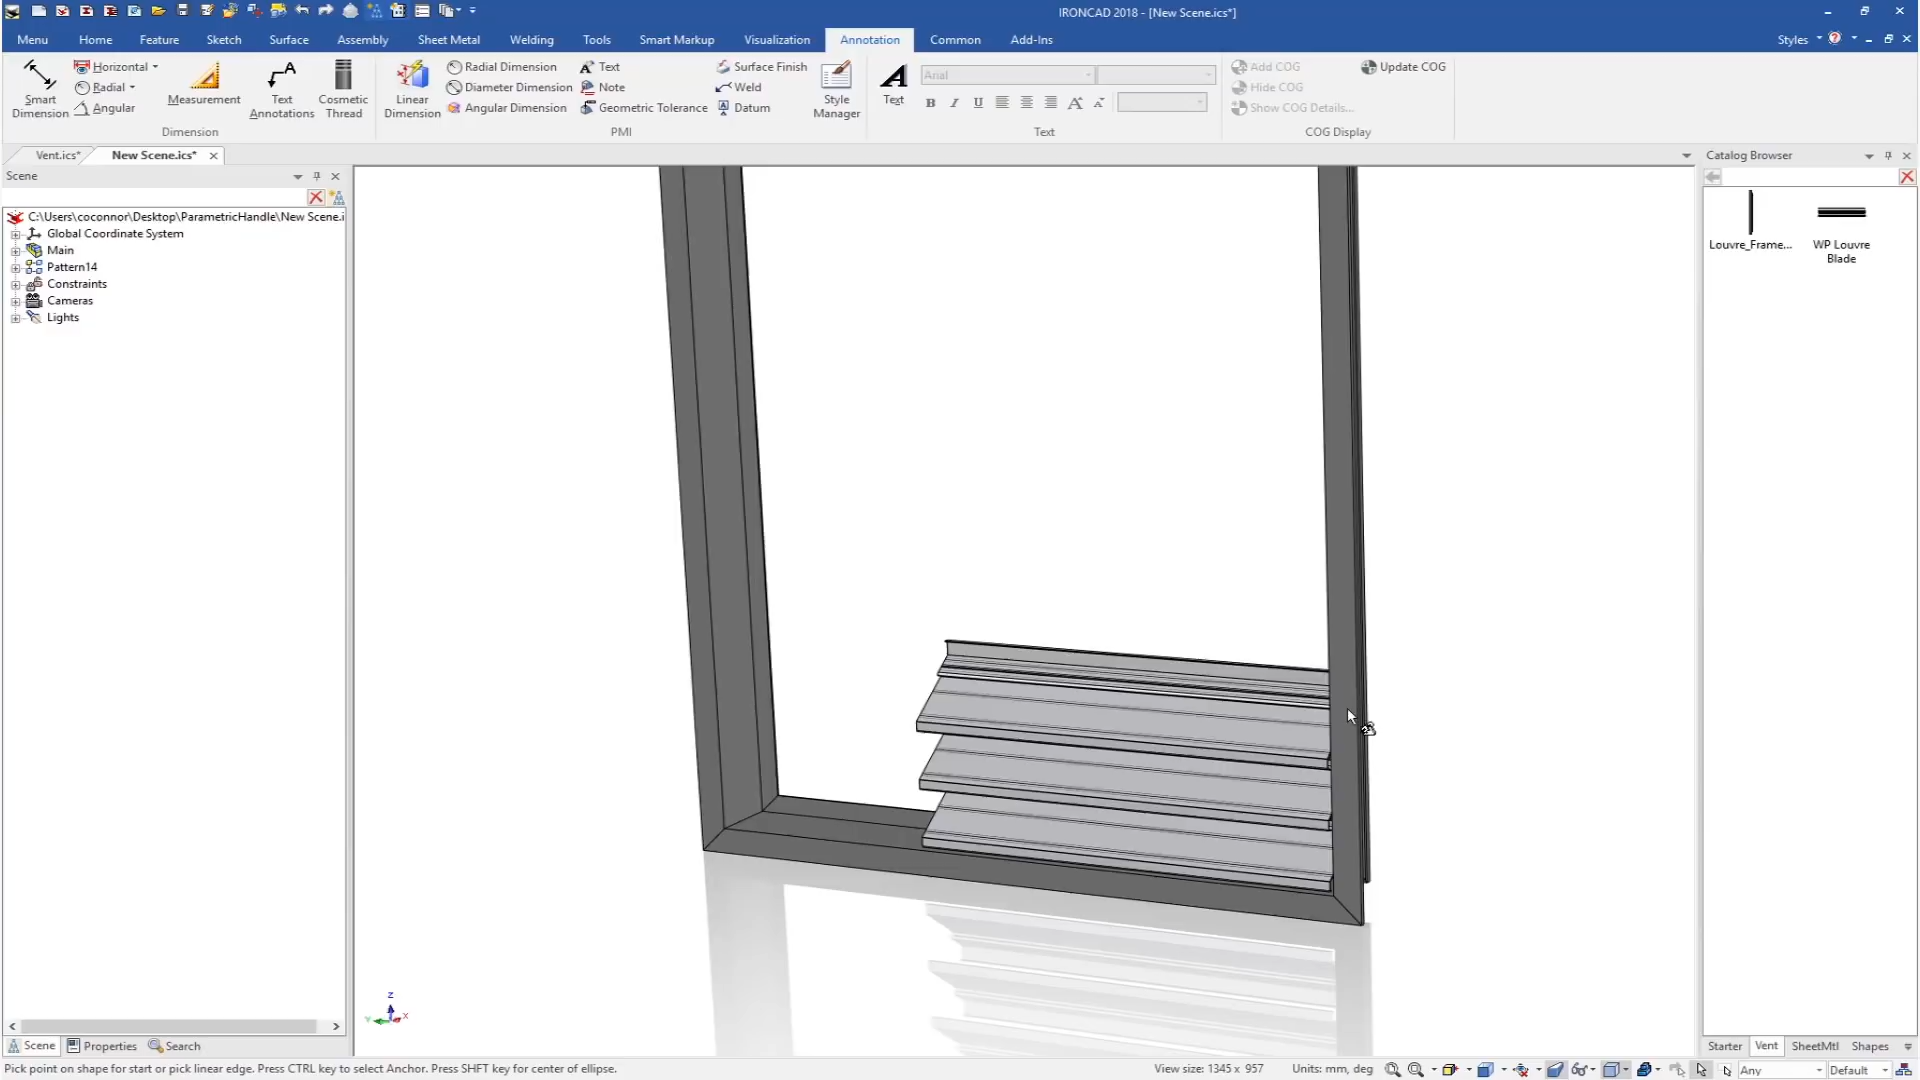 IRONCAD 2018 - [New Scene.ics*]
Menu Home Feature Sketch Surface Assembly Sheet Metal Welding Tools Smart Markup Visualization Annotation Common Add-Ins Styles
Smart Dimension
Horizontal
Radial
Angular
Measurement
Text Annotations
Cosmetic Thread
Dimension
Linear Dimension
Radial Dimension
Diameter Dimension
Angular Dimension
Text
Note
Geometric Tolerance
Surface Finish
Weld
Datum
Style Manager
PMI
Text
Arial
B I U A A
Text
Add COG
Hide COG
Show COG Details...
Update COG
COG Display
Vent.ics* New Scene.ics*
Scene
C:\Users\coconnor\Desktop\ParametricHandle\New Scene.i
Global Coordinate System
Main
Pattern14
Constraints
Cameras
Lights
Z
Y X
Catalog Browser
Louvre_Frame...
WP Louvre
Blade
Scene Properties Search
Starter Vent SheetMtl Shapes
Pick point on shape for start or pick linear edge. Press CTRL key to select Anchor. Press SHFT key for center of ellipse.
View size: 1345 x 957 Units: mm, deg Any Default